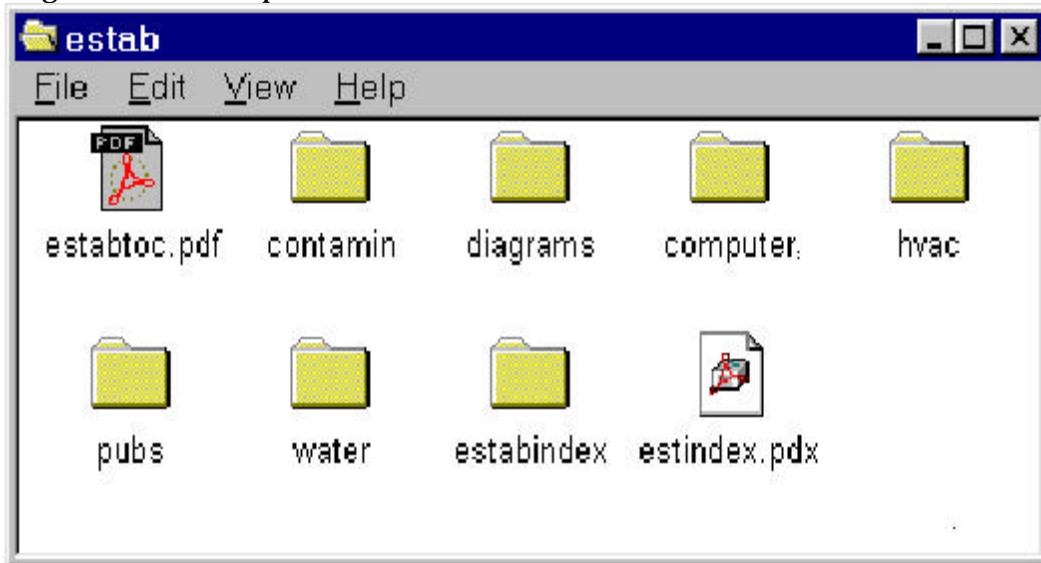 estab
File Edit View Help
PDF
estabtoc.pdf contamin diagrams computer, hvac
pubs water estabindex estindex.pdx